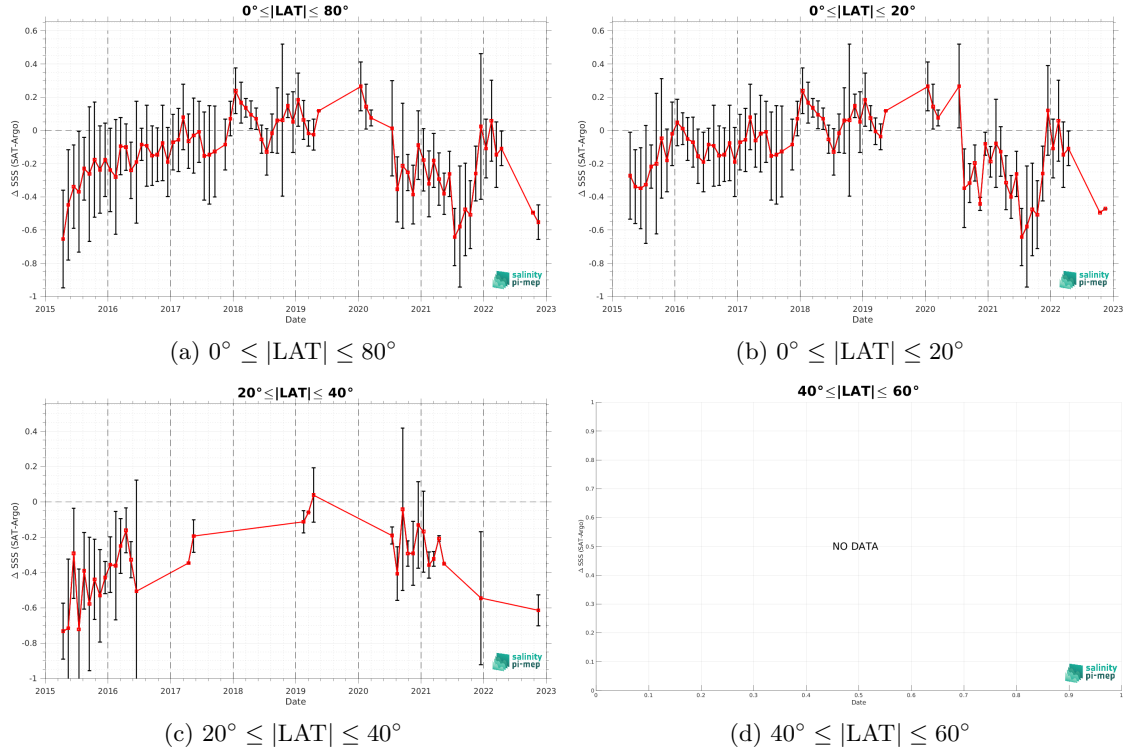 0°≤|LAT|≤ 80°
0.6
0.4
0.2
0
-0.2
-0.4
-0.6
-0.8
-1
Δ SSS (SAT-Argo)
2015 2016 2017 2018 2019 2020 2021 2022 2023
Date
salinity
pi-mep
(a) 0° ≤ |LAT| ≤ 80°
0°≤|LAT|≤ 20°
0.6
0.4
0.2
0
-0.2
-0.4
-0.6
-0.8
-1
Δ SSS (SAT-Argo)
2015 2016 2017 2018 2019 2020 2021 2022 2023
Date
salinity
pi-mep
(b) 0° ≤ |LAT| ≤ 20°
20°≤|LAT|≤ 40°
0.4
0.2
0
-0.2
-0.4
-0.6
-0.8
-1
Δ SSS (SAT-Argo)
2015 2016 2017 2018 2019 2020 2021 2022 2023
Date
salinity
pi-mep
(c) 20° ≤ |LAT| ≤ 40°
40°≤|LAT|≤ 60°
1
0.9
0.8
0.7
0.6
0.5
0.4
0.3
0.2
0.1
0
Δ SSS (SAT-Argo)
NO DATA
0 0.1 0.2 0.3 0.4 0.5 0.6 0.7 0.8 0.9 1
Date
salinity
pi-mep
(d) 40° ≤ |LAT| ≤ 60°